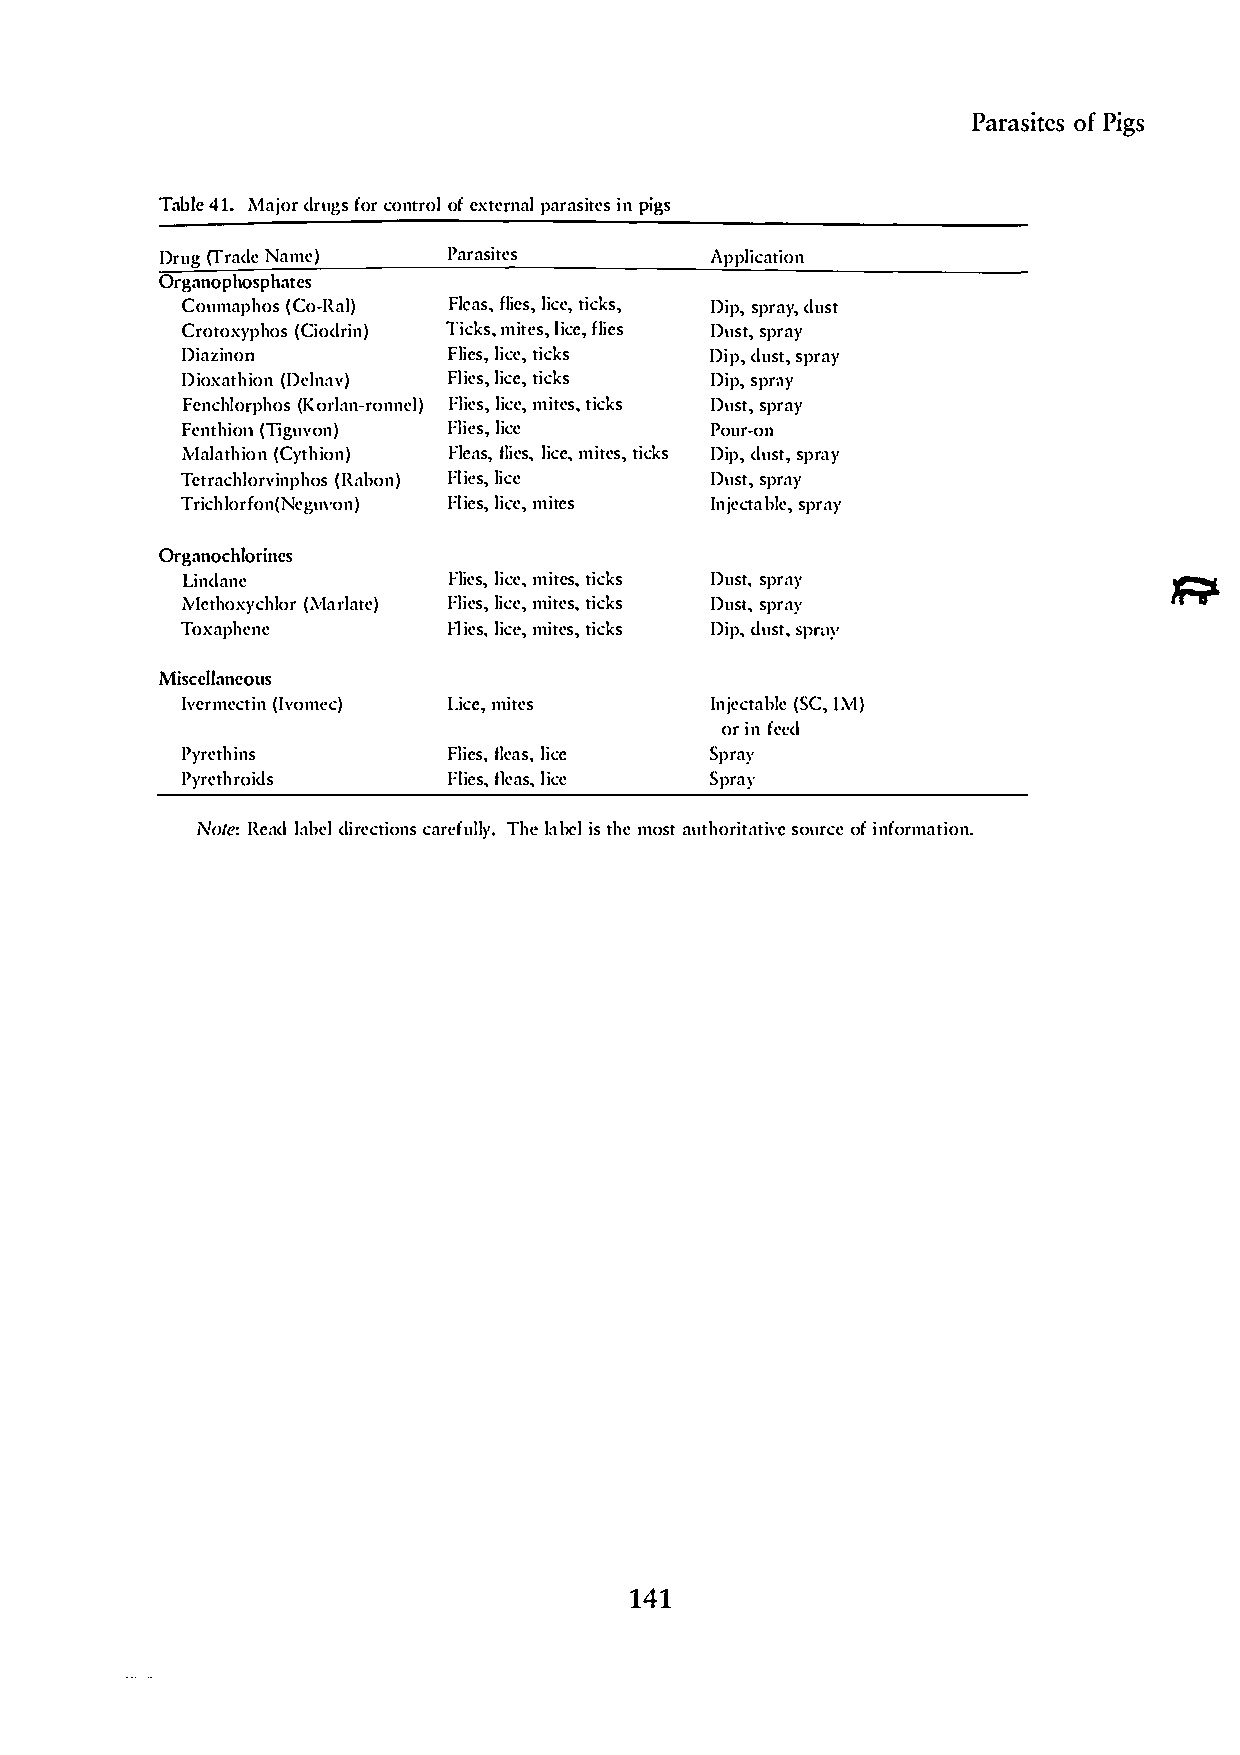 Parasites of Pigs
Table 41. Major drugs for control of external parasites in pigs
Drug (Trade Name) Parasites Application
Organophosphates
Coumaphos (Co-Ral) Fleas, flies, lice, ticks, Dip, spray, dust
Crotoxyphos (Ciodrin) Ticks, mites, lice, flies Dust, spray
Diazinon Flies, lice, ticks Dip, dust, spray
Dioxathion (Delnav) Flies, lice, ticks Dip, spray
Fenchlorphos (Korlan-ronnel) Flies, lice, mites, ticks Dust, spray
Fenthion (Tiguvon) Flies, lice Pour-on
Malathion (Cythion) Fleas, flies, lice, mites, ticks Dip, dust, spray
Tetrachlorvinphos (Rabon) Flies, lice Dust, spray
Trichlorfon(Neguvon) Flies, lice, mites Injectable, spray
Organochlorines
Lindane Flies, lice, mites, ticks Dust, spray
Methoxychlor (Marlate) Flies, lice, mites, ticks Dust, spray
Toxaphene Flies, lice, mites, ticks Dip, dust, spray
Miscellaneous
Ivermectin (Ivomec) Lice, mites Injectable (SC, IM)
or in feed
Pyrethins Flies, fleas, lice Spray
Pyrethroids Flies, fleas, lice Spray
Note: Read label directions carefully. The label is the most authoritative source of information.
141